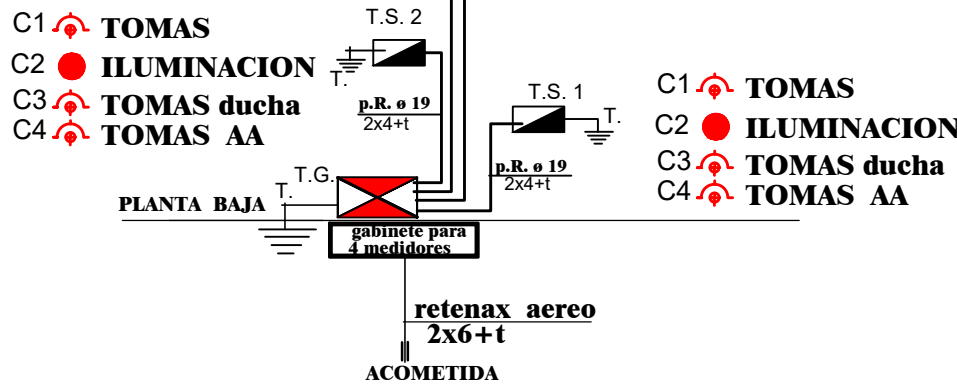 C1 TOMAS
C2 ILUMINACION
C3 TOMAS ducha
C4 TOMAS AA
T.S. 2
T.
p.R. ø 19
2x4+t
T.S. 1
T.
p.R. ø 19
2x4+t
C1 TOMAS
C2 ILUMINACION
C3 TOMAS ducha
C4 TOMAS AA
T.G.
T.
PLANTA BAJA
gabinete para
4 medidores
retenax aereo
2x6+t
ACOMETIDA